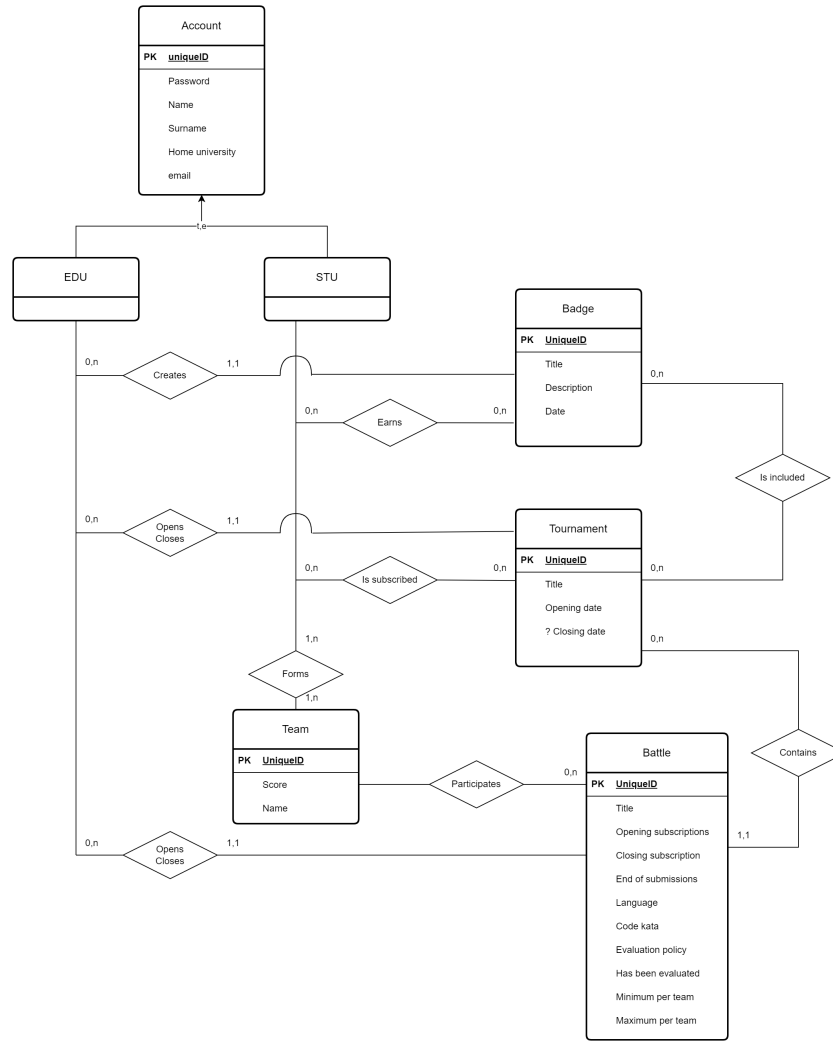 Account
PK uniqueID
Password
Name
Surname
Home university
email
t,e
EDU
STU
Badge
PK UniqueID
Title
Description
Date
0,n
Creates
1,1
0,n
Earns
0,n
0,n
Is included
0,n
Opens
Closes
1,1
Tournament
PK UniqueID
Title
Opening date
? Closing date
0,n
Is subscribed
0,n
0,n
0,n
1,n
Forms
1,n
Team
PK UniqueID
Score
Name
Participates
0,n
Contains
1,1
Battle
PK UniqueID
Title
Opening subscriptions
Closing subscription
End of submissions
Language
Code kata
Evaluation policy
Has been evaluated
Minimum per team
Maximum per team
0,n
Opens
Closes
1,1